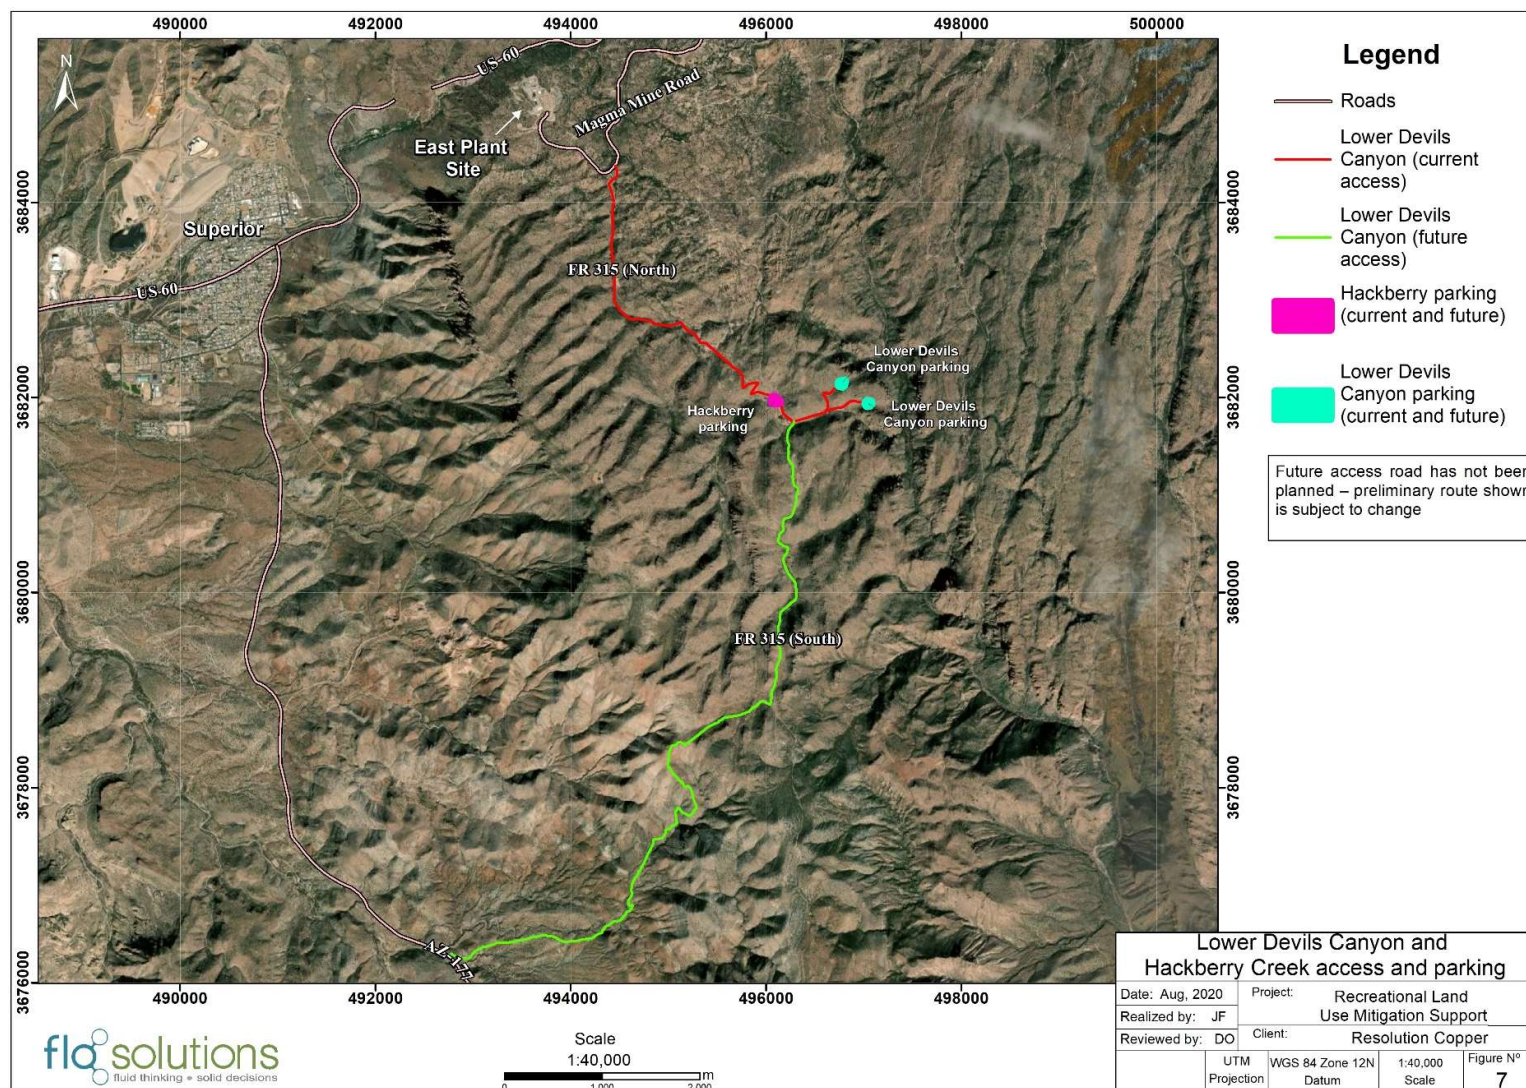 490000
492000
494000
496000
498000
500000
N
US-60
Magma Mine Road
East Plant
Site
3684000
3684000
Superior
FR 315 (North)
US-60
Lower Devils
Canyon parking
3682000
3682000
Hackberry
parking
Lower Devils
Canyon parking
3680000
3680000
FR 315 (South)
3678000
3678000
AZ-177
3676000
490000
492000
494000
496000
498000
Legend
Roads
Lower Devils
Canyon (current
access)
Lower Devils
Canyon (future
access)
Hackberry parking
(current and future)
Lower Devils
Canyon parking
(current and future)
Future access road has not been
planned – preliminary route shown
is subject to change
flo solutions
fluid thinking • solid decisions
Scale
1:40,000
m
0 1,000 2,000
Lower Devils Canyon and
Hackberry Creek access and parking
Date: Aug, 2020
Project: Recreational Land
Use Mitigation Support
Realized by: JF
Reviewed by: DO
Client: Resolution Copper
UTM
Projection
WGS 84 Zone 12N
Datum
1:40,000
Scale
Figure Nº
7